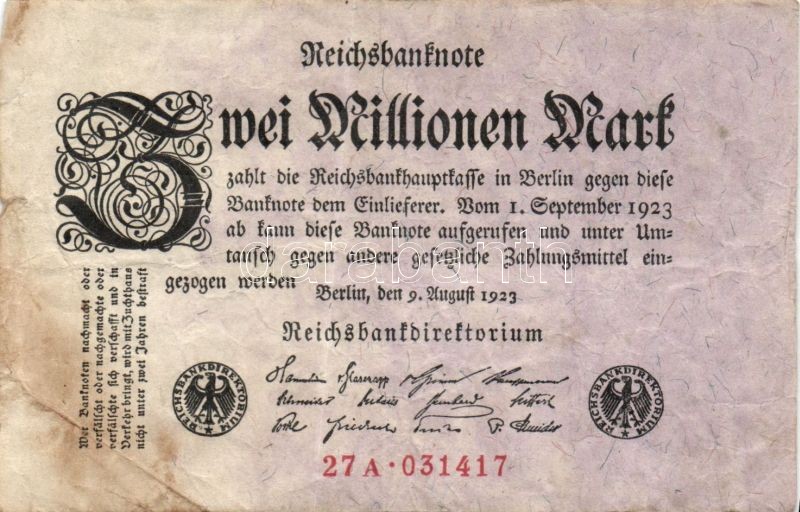 Reichsbanknote
Zwei Millionen Mark
zahlt die Reichsbankhauptkasse in Berlin gegen diese
Banknote dem Einlieferer. Vom 1. September 1923
ab kann diese Banknote aufgerufen und unter Um-
tausch gegen andere gesetzliche Zahlungsmittel ein-
gezogen werden
Berlin, den 9. August 1923
Reichsbankdirektorium
Wer Banknoten nachmacht oder
verfälscht oder nachgemachte oder
verfälschte sich verschafft und in
Verkehr bringt, wird mit Zuchthaus
nicht unter zwei Jahren bestraft
REICHSBANKDIREKTORIUM
REICHSBANKDIREKTORIUM
27A·031417
darabanth